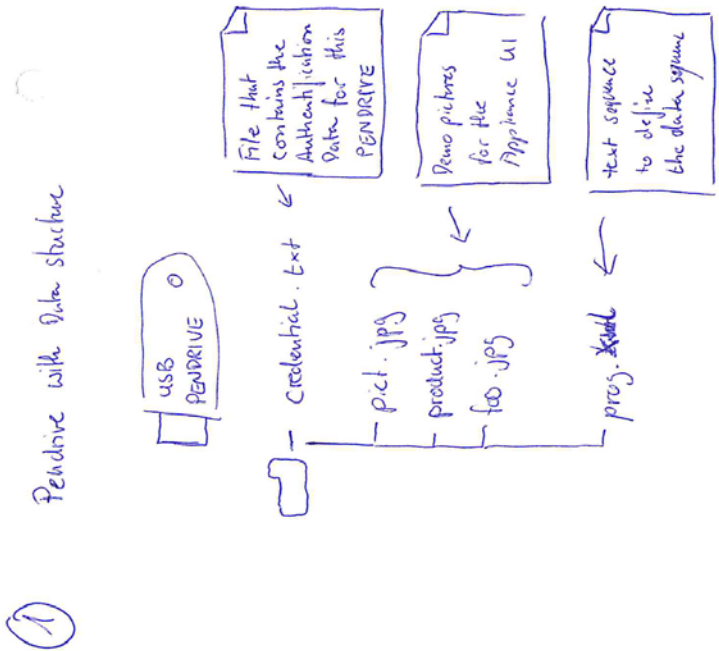 1
Pendrive with Data structure
USB
PENDRIVE
credential.txt
File that
contains the
Authentification
Data for this
PENDRIVE
pict.jpg
product.jpg
foo.jpg
Demo pictures
for the
Appliance UI
prog.
text sequence
to define
the data sequence